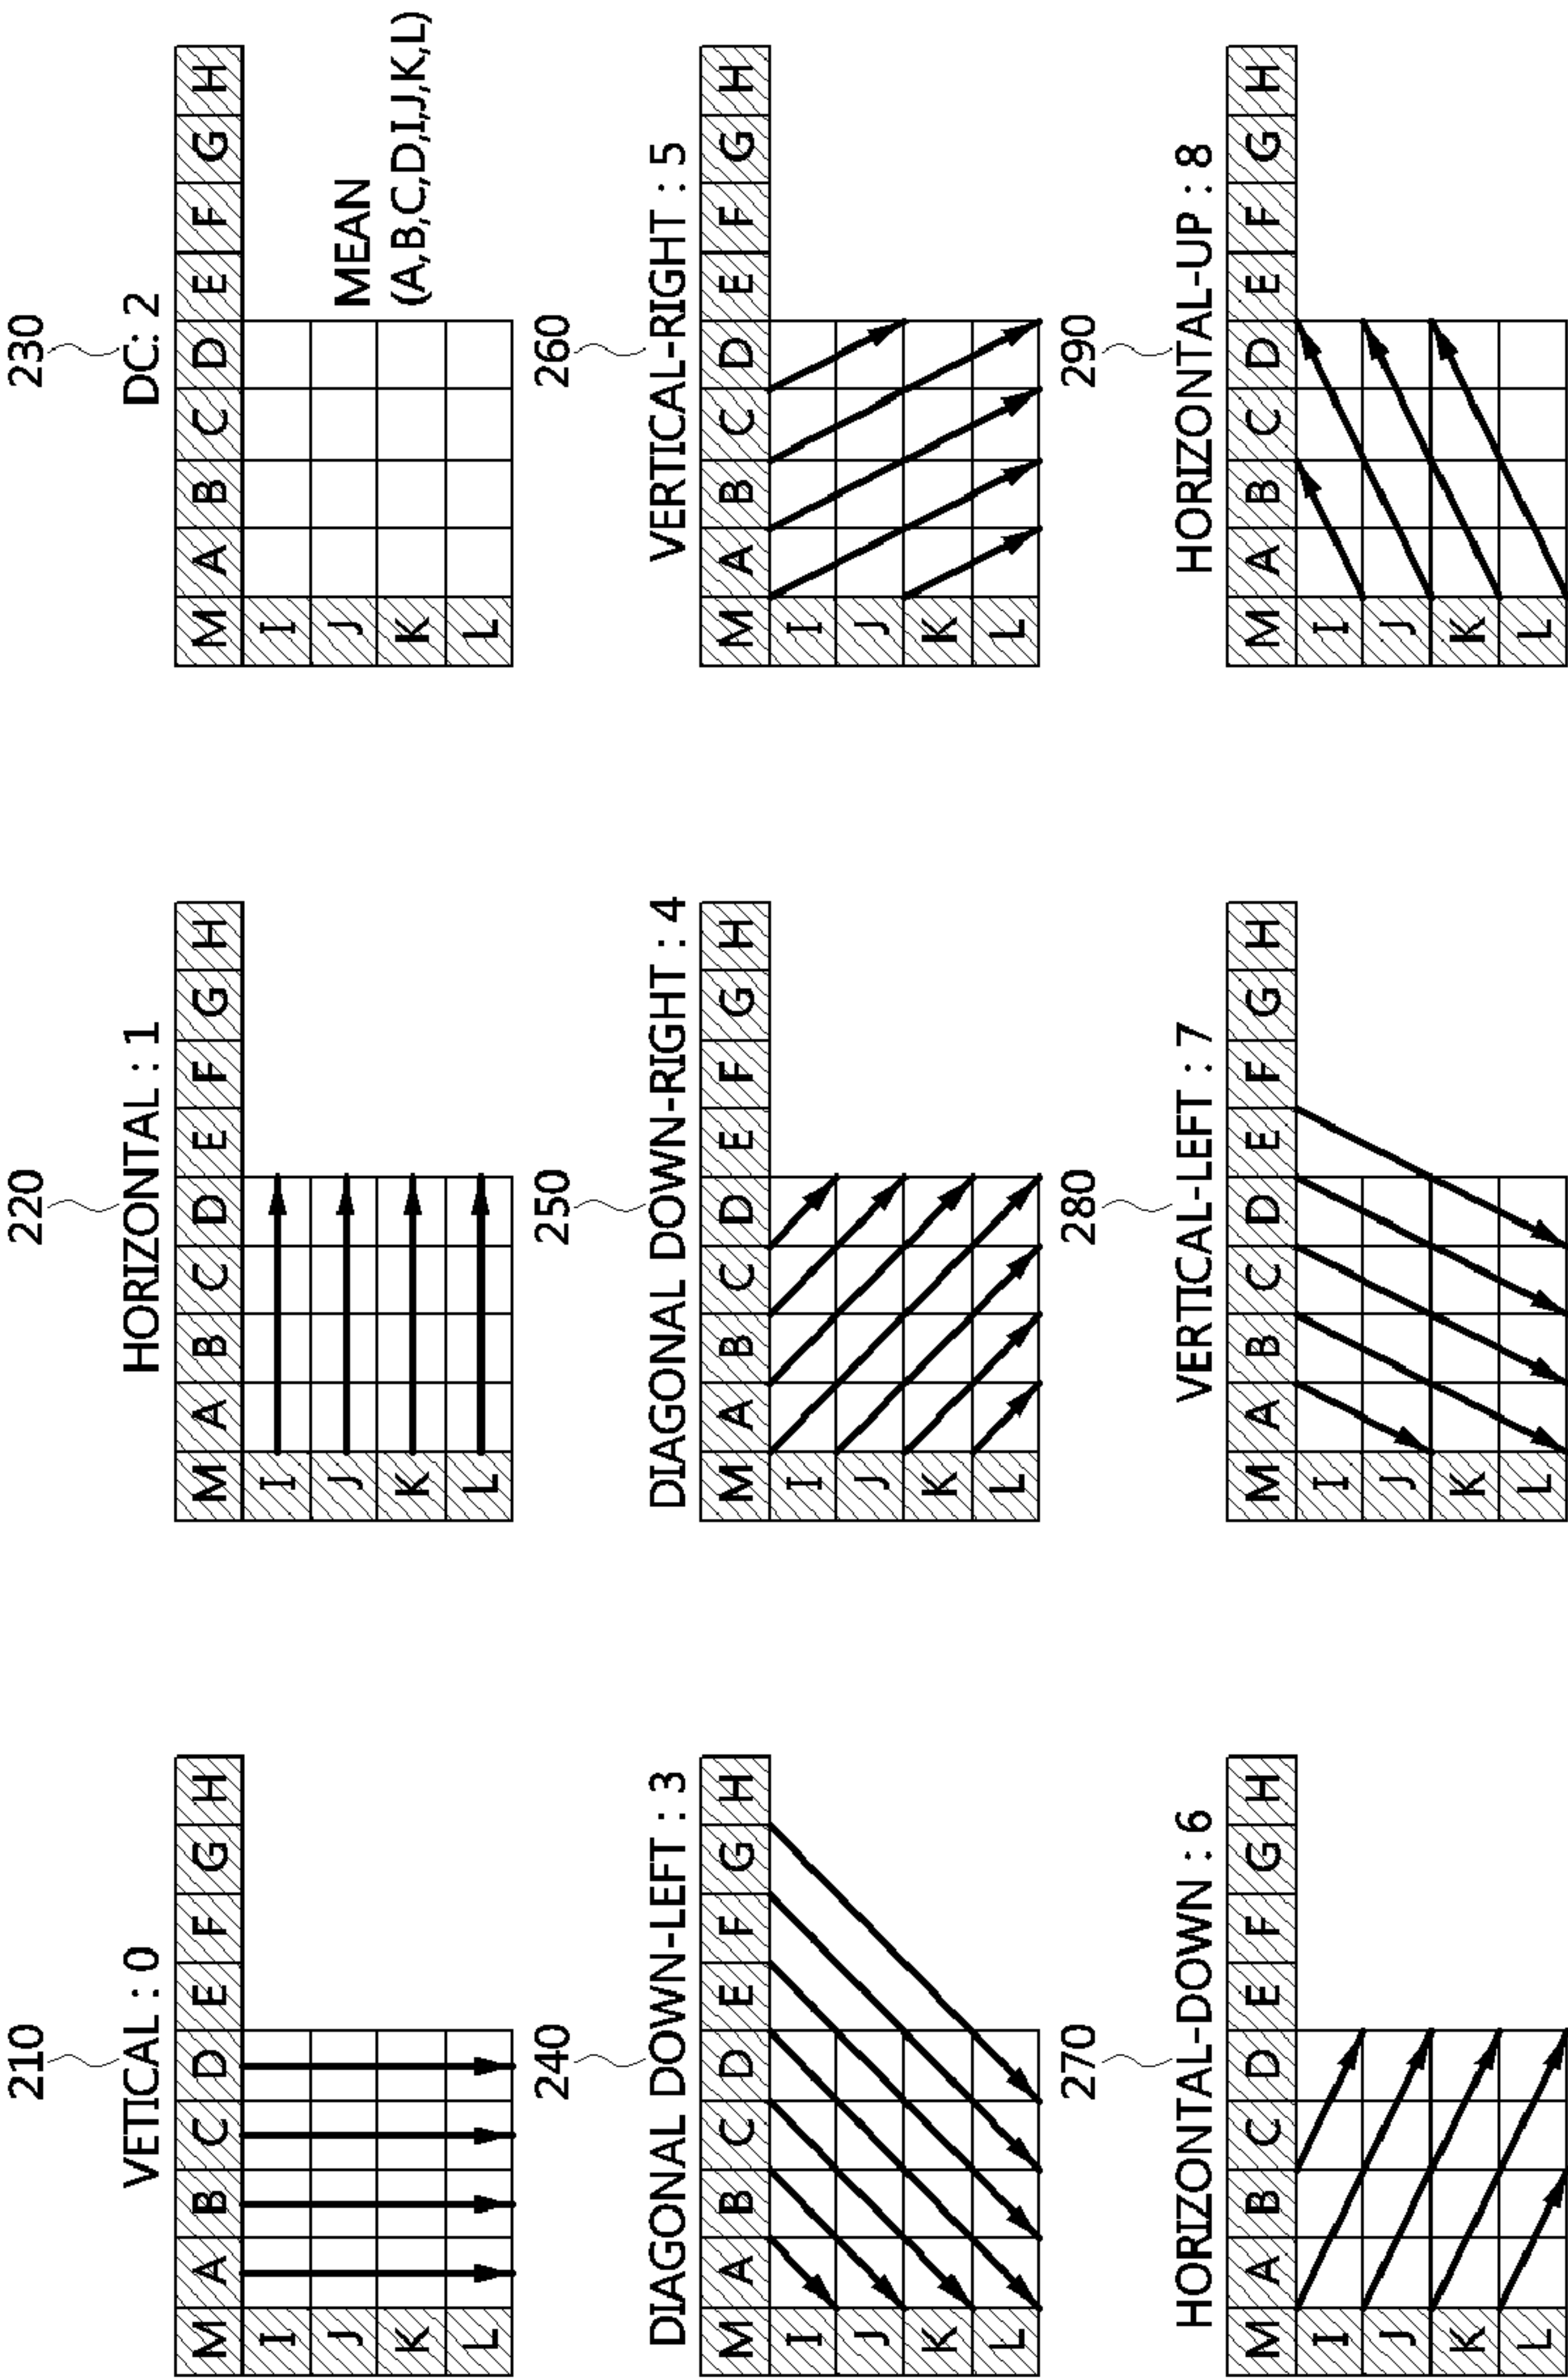 210
VETICAL : 0
M A B C D E F G H
I
J
K
L
220
HORIZONTAL : 1
M A B C D E F G H
I
J
K
L
230
DC: 2
M A B C D E F G H
I
J
K
L
MEAN
(A,B,C,D,I,J,K,L)
240
DIAGONAL DOWN-LEFT : 3
M A B C D E F G H
I
J
K
L
250
DIAGONAL DOWN-RIGHT : 4
M A B C D E F G H
I
J
K
L
260
VERTICAL-RIGHT : 5
M A B C D E F G H
I
J
K
L
270
HORIZONTAL-DOWN : 6
M A B C D E F G H
I
J
K
L
280
VERTICAL-LEFT : 7
M A B C D E F G H
I
J
K
L
290
HORIZONTAL-UP : 8
M A B C D E F G H
I
J
K
L